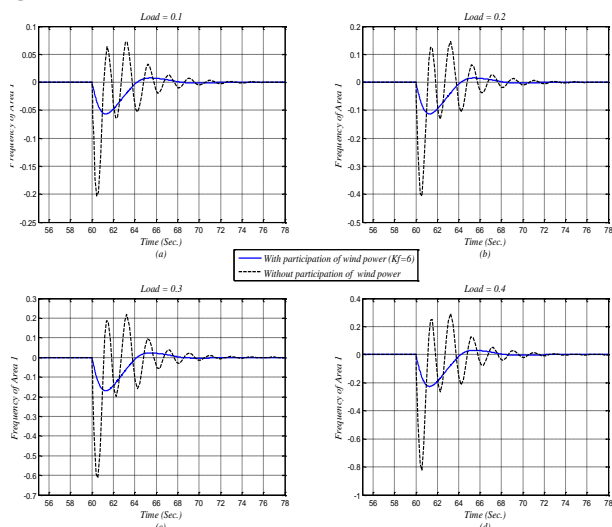 Load = 0.1
0.1
0.05
0
-0.05
-0.1
-0.15
-0.2
-0.25
Frequency of Area 1
56 58 60 62 64 66 68 70 72 74 76 78
Time (Sec.)
(a)
Load = 0.2
0.2
0.1
0
-0.1
-0.2
-0.3
-0.4
-0.5
Frequency of Area 1
56 58 60 62 64 66 68 70 72 74 76 78
Time (Sec.)
(b)
With participation of wind power (Kf=6)
Without participation of wind power
Load = 0.3
0.3
0.2
0.1
0
-0.1
-0.2
-0.3
-0.4
-0.5
-0.6
-0.7
Frequency of Area 1
56 58 60 62 64 66 68 70 72 74 76 78
Time (Sec.)
Load = 0.4
0.4
0.2
0
-0.2
-0.4
-0.6
-0.8
-1
Frequency of Area 1
56 58 60 62 64 66 68 70 72 74 76 78
Time (Sec.)